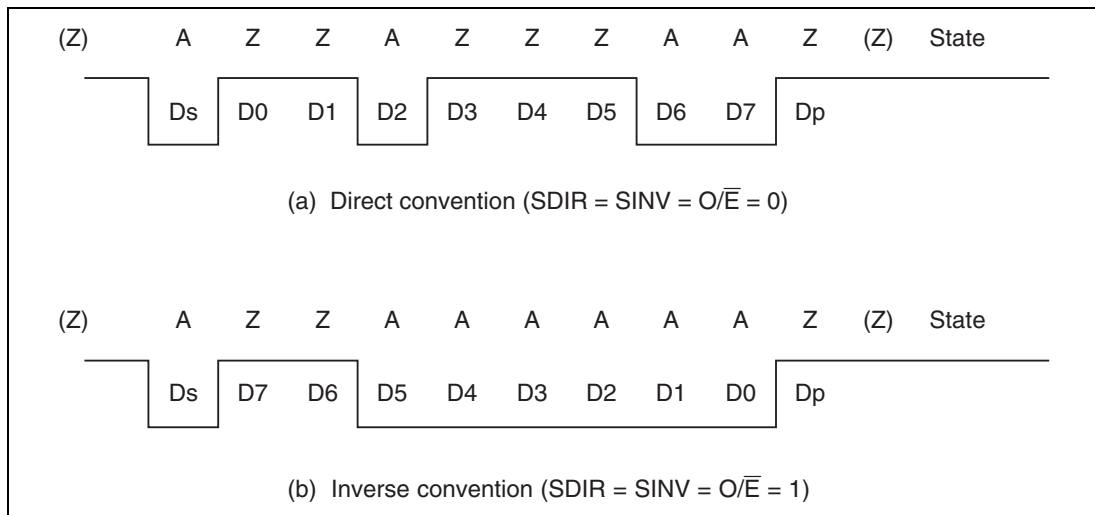 (Z) A Z Z A Z Z Z A A Z (Z) State
Ds D0 D1 D2 D3 D4 D5 D6 D7 Dp
(a) Direct convention (SDIR = SINV = O/E̅ = 0)
(Z) A Z Z A A A A A A Z (Z) State
Ds D7 D6 D5 D4 D3 D2 D1 D0 Dp
(b) Inverse convention (SDIR = SINV = O/E̅ = 1)